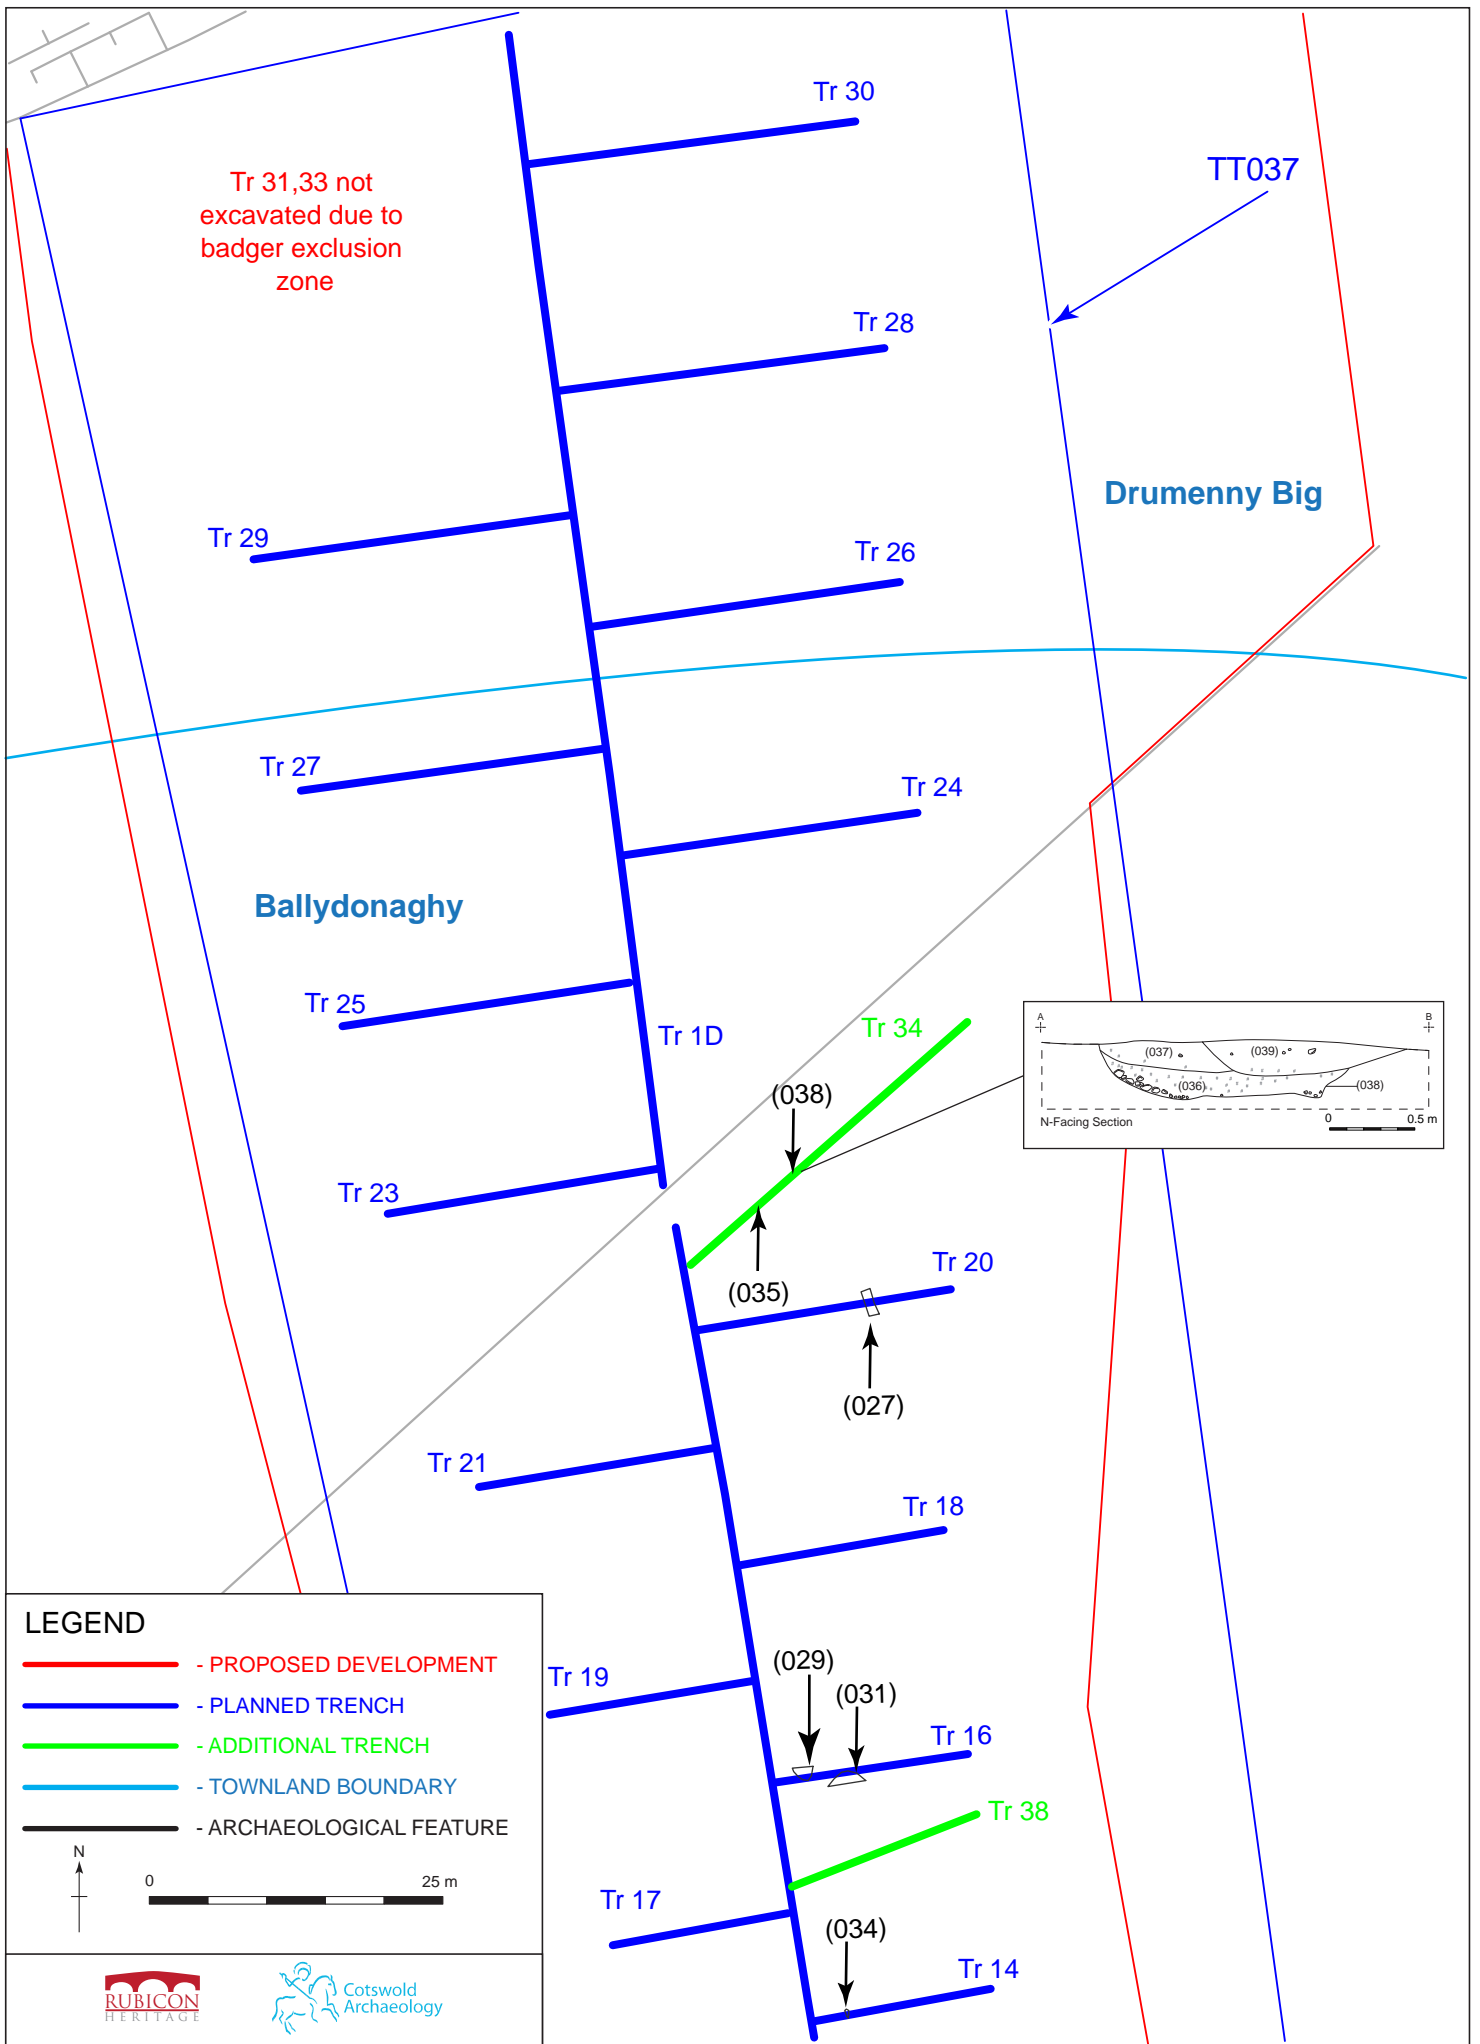 Tr 30
TT037
Tr 31,33 not
excavated due to
badger exclusion
zone
Tr 28
Drumenny Big
Tr 29
Tr 26
Tr 27
Tr 24
Ballydonaghy
Tr 25
Tr 1D
Tr 34
A
B
(037)
(039)
(036)
(038)
N-Facing Section
0
0.5 m
(038)
Tr 23
(035)
Tr 20
(027)
Tr 21
Tr 18
(029)
Tr 19
(031)
Tr 16
Tr 38
Tr 17
(034)
Tr 14
LEGEND
- PROPOSED DEVELOPMENT
- PLANNED TRENCH
- ADDITIONAL TRENCH
- TOWNLAND BOUNDARY
- ARCHAEOLOGICAL FEATURE
N
0
25 m
RUBICON
HERITAGE
Cotswold
Archaeology